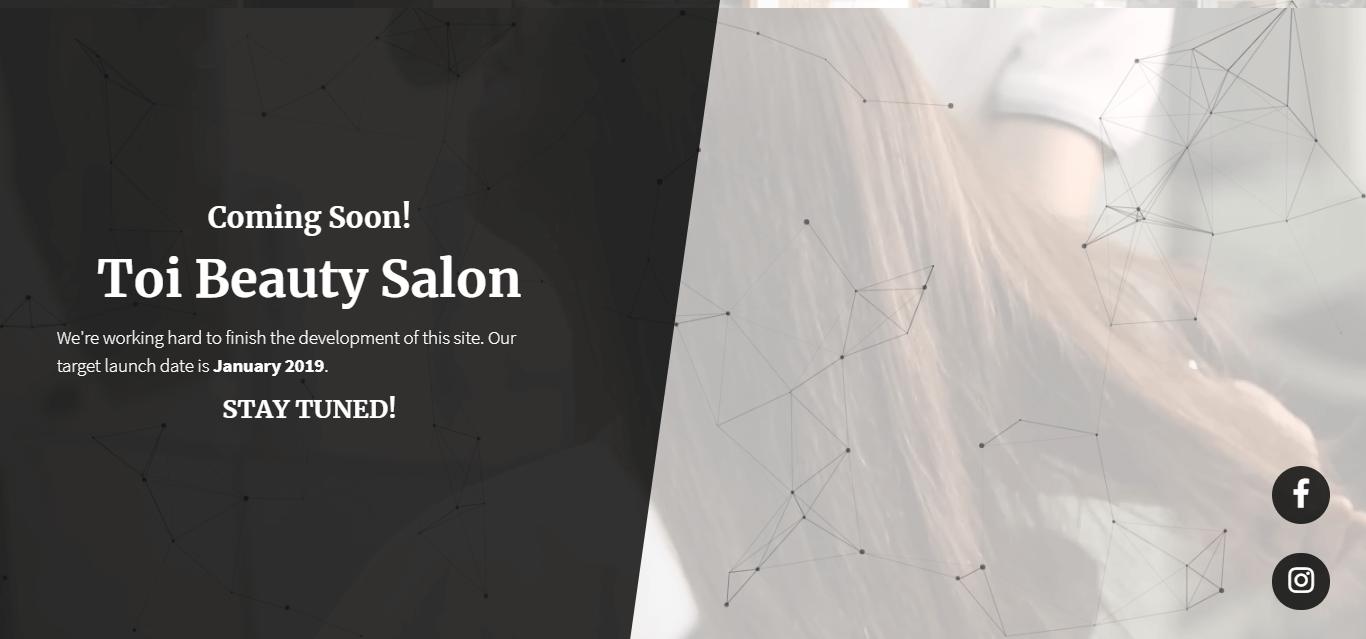 Coming Soon!
Toi Beauty Salon
We're working hard to finish the development of this site. Our
target launch date is January 2019.
STAY TUNED!